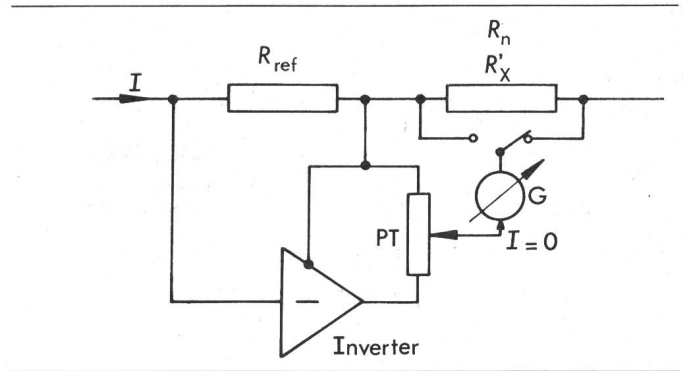 R_n
R_ref
R'_X
I
G
PT
I = 0
−
Inverter